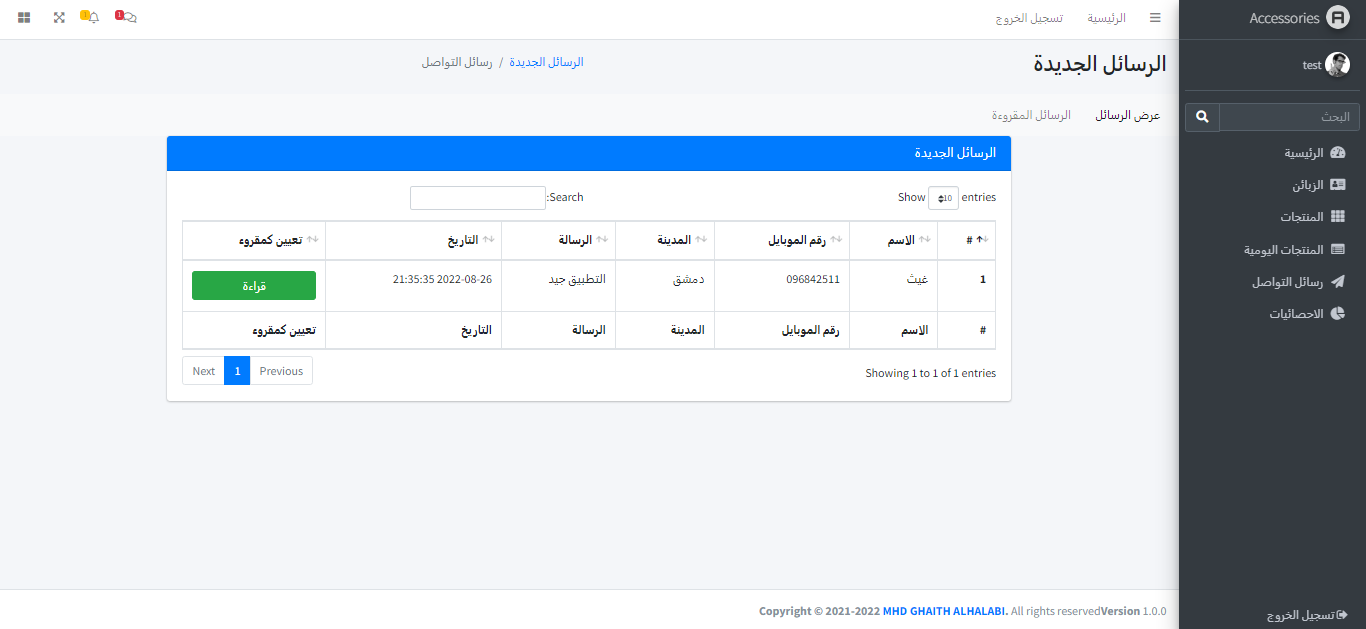 Accessories
الرئيسية تسجيل الخروج
1 1
test
البحث
الرئيسية
الزبائن
المنتجات
المنتجات اليومية
رسائل التواصل
الاحصائيات
تسجيل الخروج
الرسائل الجديدة
الرسائل الجديدة / رسائل التواصل
عرض الرسائل الرسائل المقروءة
الرسائل الجديدة
Show 10 entries
Search:
# الاسم رقم الموبايل المدينة الرسالة التاريخ تعيين كمقروء
1 غيث 096842511 دمشق التطبيق جيد 2022-08-26 21:35:35 قراءة
# الاسم رقم الموبايل المدينة الرسالة التاريخ تعيين كمقروء
Showing 1 to 1 of 1 entries
Previous 1 Next
Copyright © 2021-2022 MHD GHAITH ALHALABI. All rights reserved Version 1.0.0